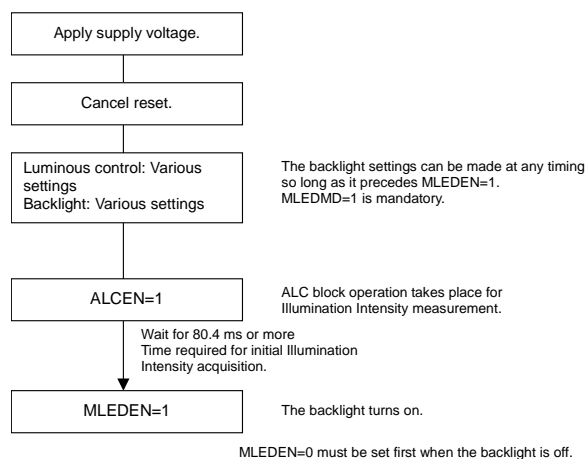 Apply supply voltage.
Cancel reset.
Luminous control: Various
settings
Backlight: Various settings
The backlight settings can be made at any timing
so long as it precedes MLEDEN=1.
MLEDMD=1 is mandatory.
ALCEN=1
ALC block operation takes place for
Illumination Intensity measurement.
Wait for 80.4 ms or more
Time required for initial Illumination
Intensity acquisition.
MLEDEN=1
The backlight turns on.
MLEDEN=0 must be set first when the backlight is off.